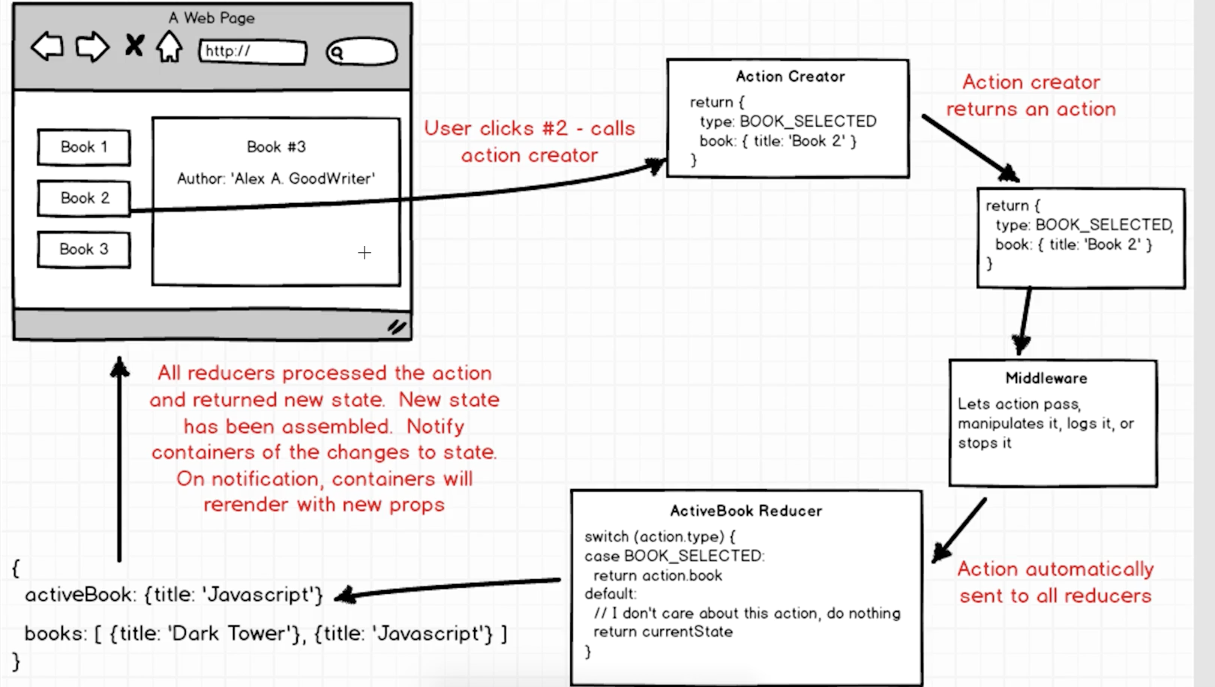 A Web Page
http://
Book 1
Book 2
Book 3
Book #3
Author: 'Alex A. GoodWriter'
User clicks #2 - calls
action creator
Action Creator
return {
type: BOOK_SELECTED
book: { title: 'Book 2' }
}
Action creator
returns an action
return {
type: BOOK_SELECTED,
book: { title: 'Book 2' }
}
Middleware
Lets action pass,
manipulates it, logs it, or
stops it
Action automatically
sent to all reducers
ActiveBook Reducer
switch (action.type) {
case BOOK_SELECTED:
return action.book
default:
// I don't care about this action, do nothing
return currentState
}
{
activeBook: {title: 'Javascript'}
books: [ {title: 'Dark Tower'}, {title: 'Javascript'} ]
}
All reducers processed the action
and returned new state. New state
has been assembled. Notify
containers of the changes to state.
On notification, containers will
rerender with new props